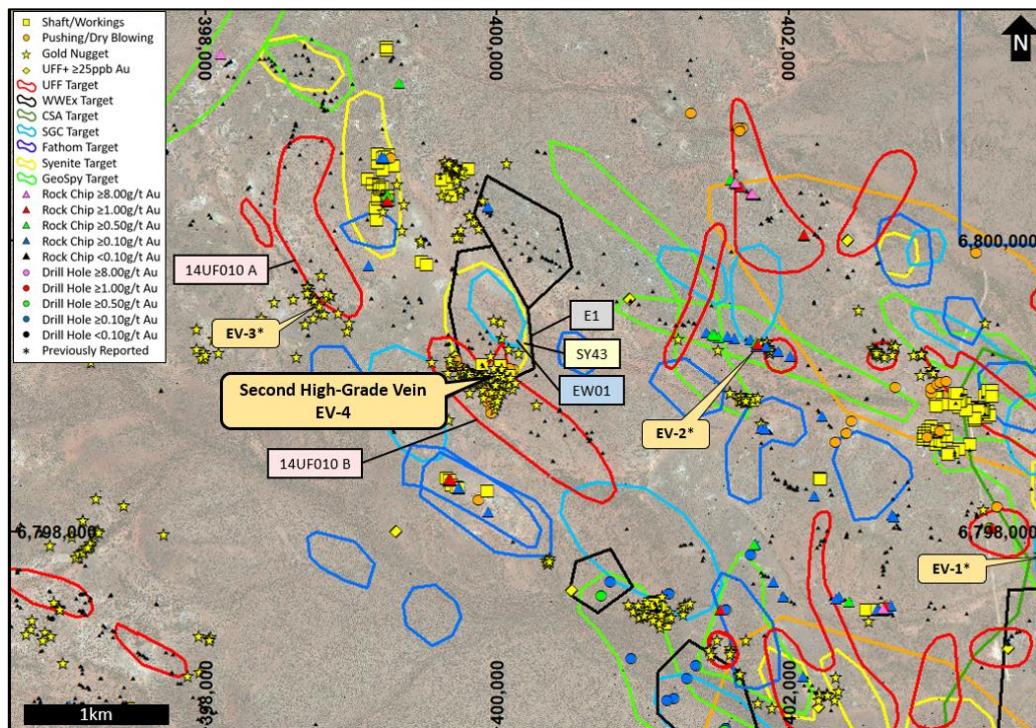 Shaft/Workings
Pushing/Dry Blowing
Gold Nugget
UFF+ ≥25ppb Au
UFF Target
WWEx Target
CSA Target
SGC Target
Fathom Target
Syenite Target
GeoSpy Target
Rock Chip ≥8.00g/t Au
Rock Chip ≥1.00g/t Au
Rock Chip ≥0.50g/t Au
Rock Chip ≥0.10g/t Au
Rock Chip <0.10g/t Au
Drill Hole ≥8.00g/t Au
Drill Hole ≥1.00g/t Au
Drill Hole ≥0.50g/t Au
Drill Hole ≥0.10g/t Au
Drill Hole <0.10g/t Au
* Previously Reported
398,000
400,000
402,000
N
6,800,000
14UF010 A
EV-3*
E1
SY43
EW01
Second High-Grade Vein
EV-4
EV-2*
14UF010 B
6,798,000
6,798,000
EV-1*
398,000
400,000
402,000
1km